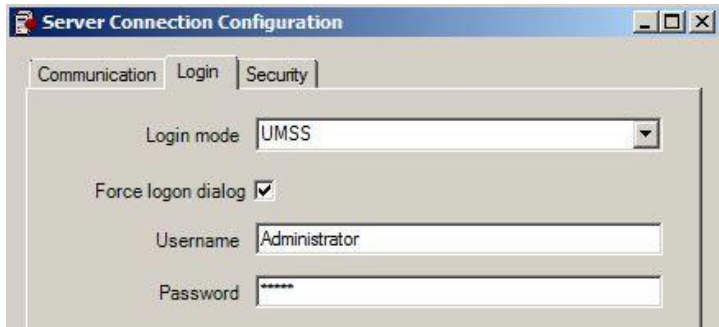 Server Connection Configuration
Communication Login Security
Login mode UMSS
Force logon dialog
Username Administrator
Password *****